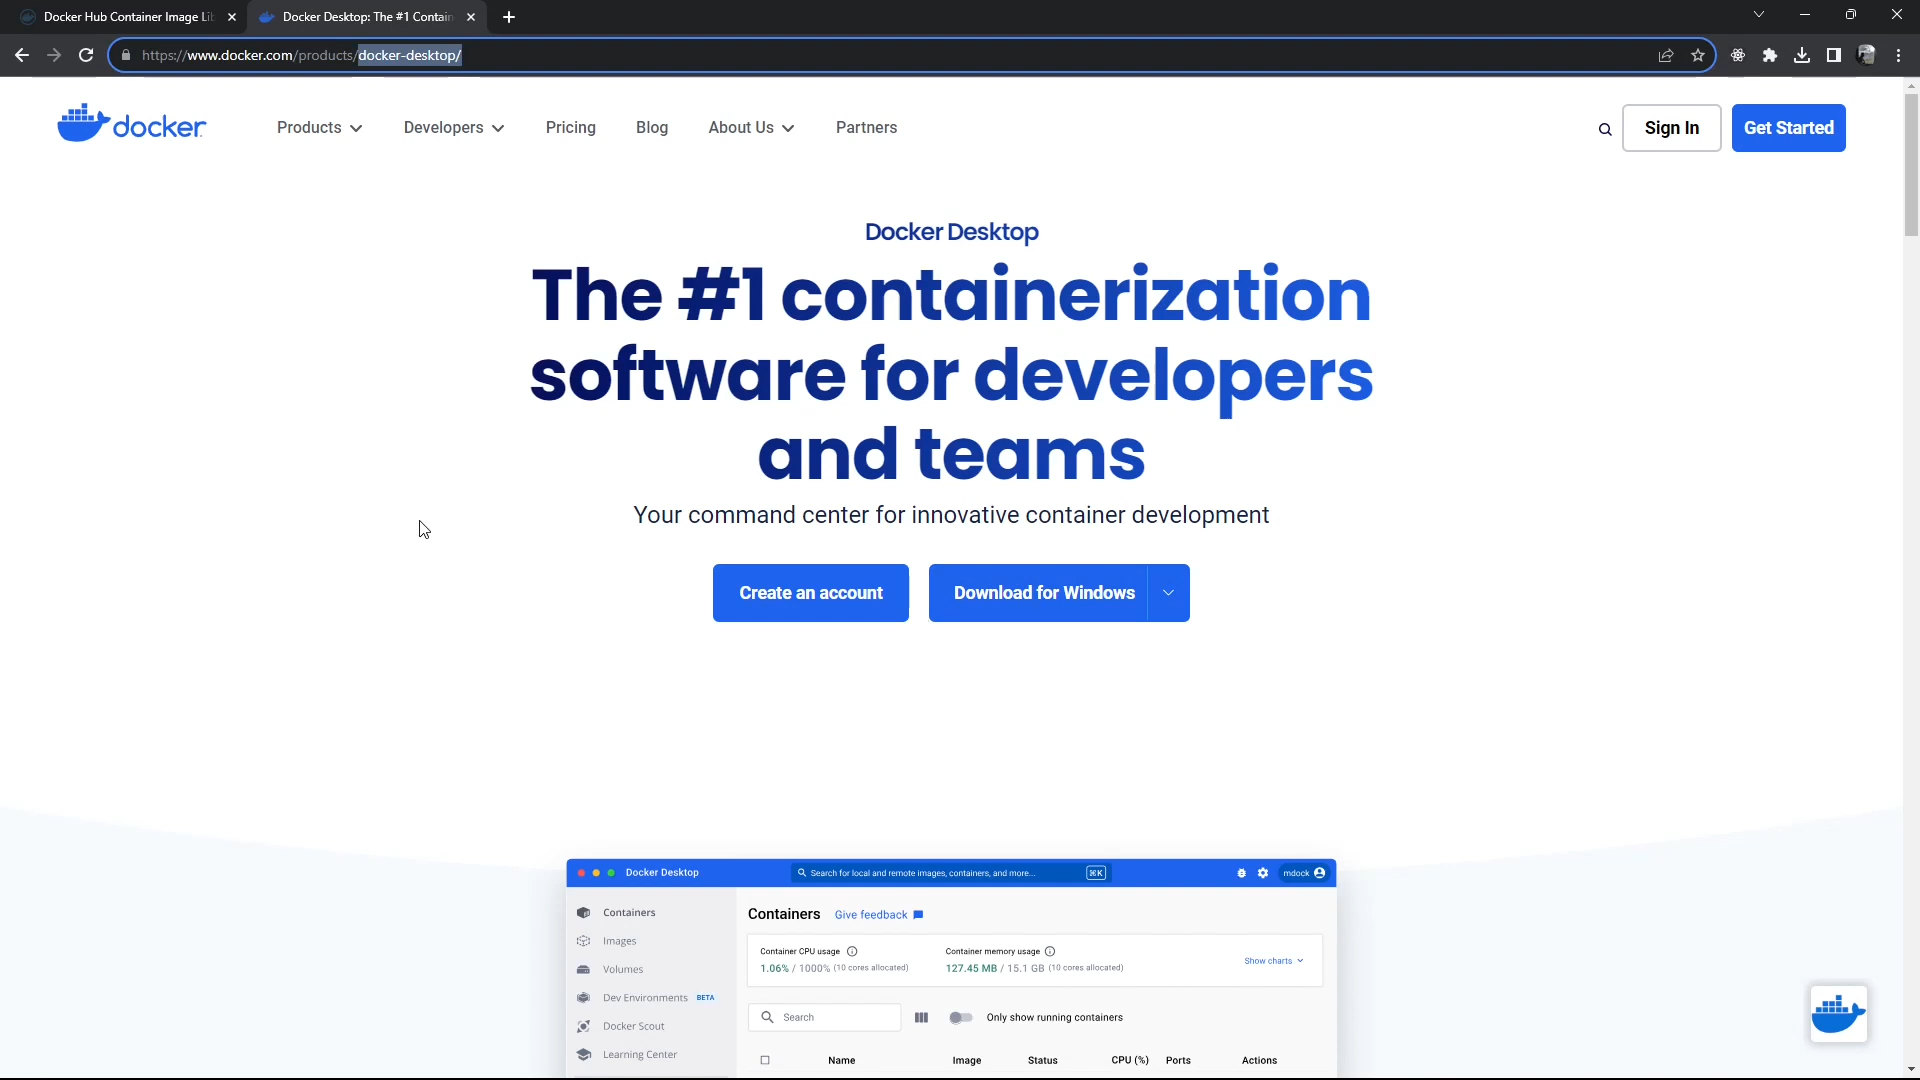 Docker Hub Container Image Li
Docker Desktop: The #1 Contain
https://www.docker.com/products/docker-desktop/
docker
Products
Developers
Pricing
Blog
About Us
Partners
Sign In
Get Started
Docker Desktop
The #1 containerization
software for developers
and teams
Your command center for innovative container development
Create an account
Download for Windows
Docker Desktop
Search for local and remote images, containers, and more...
⌘K
mdock
Containers
Images
Volumes
Dev Environments BETA
Docker Scout
Learning Center
Containers Give feedback
Container CPU usage
1.06% / 1000% (10 cores allocated)
Container memory usage
127.45 MB / 15.1 GB (10 cores allocated)
Show charts
Search
Only show running containers
Name Image Status CPU (%) Ports Actions